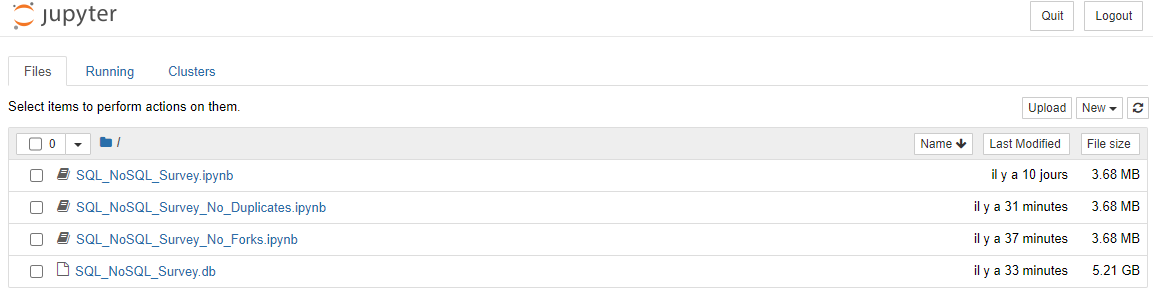 jupyter Quit Logout
Files Running Clusters
Select items to perform actions on them. Upload New
0 / Name Last Modified File size
SQL_NoSQL_Survey.ipynb il y a 10 jours 3.68 MB
SQL_NoSQL_Survey_No_Duplicates.ipynb il y a 31 minutes 3.68 MB
SQL_NoSQL_Survey_No_Forks.ipynb il y a 37 minutes 3.68 MB
SQL_NoSQL_Survey.db il y a 33 minutes 5.21 GB